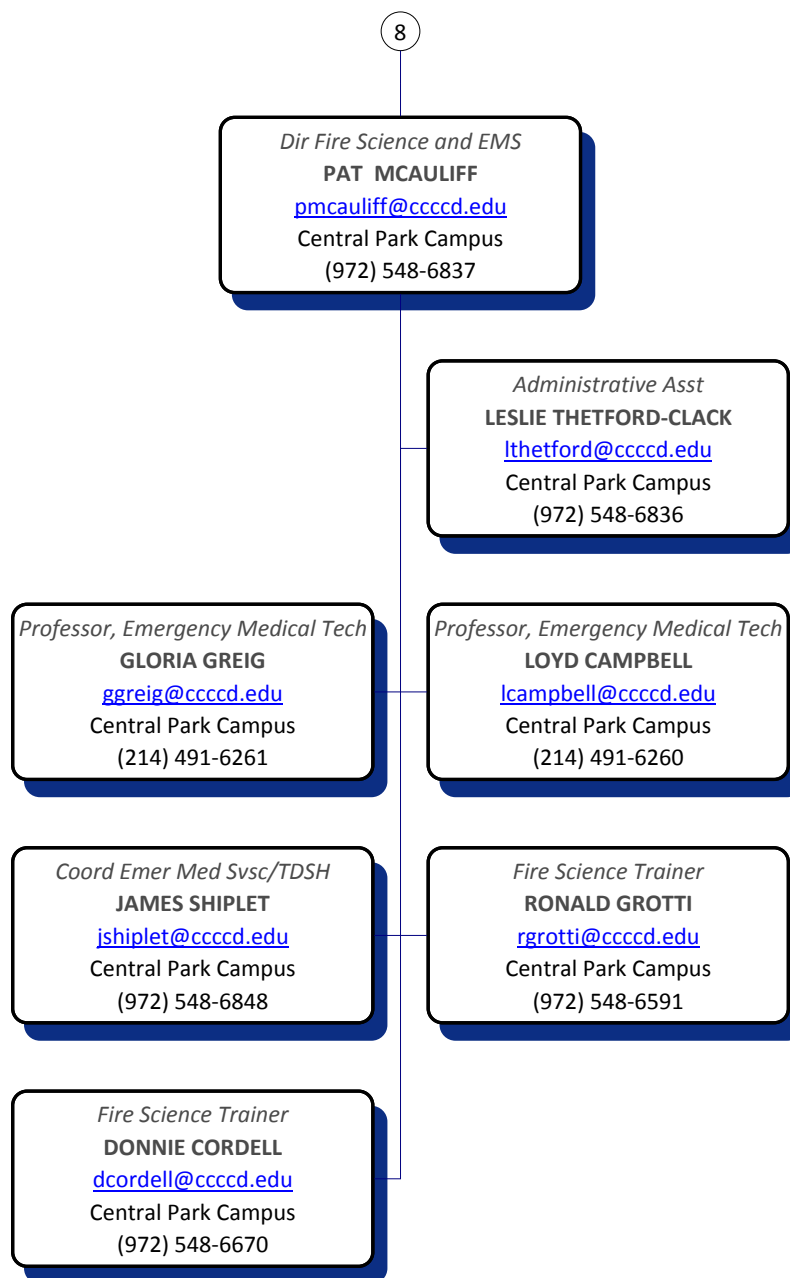 8
Dir Fire Science and EMS
PAT MCAULIFF
pmcauliff@ccccd.edu
Central Park Campus
(972) 548-6837
Administrative Asst
LESLIE THETFORD-CLACK
lthetford@ccccd.edu
Central Park Campus
(972) 548-6836
Professor, Emergency Medical Tech
GLORIA GREIG
ggreig@ccccd.edu
Central Park Campus
(214) 491-6261
Professor, Emergency Medical Tech
LOYD CAMPBELL
lcampbell@ccccd.edu
Central Park Campus
(214) 491-6260
Coord Emer Med Svsc/TDSH
JAMES SHIPLET
jshiplet@ccccd.edu
Central Park Campus
(972) 548-6848
Fire Science Trainer
RONALD GROTTI
rgrotti@ccccd.edu
Central Park Campus
(972) 548-6591
Fire Science Trainer
DONNIE CORDELL
dcordell@ccccd.edu
Central Park Campus
(972) 548-6670